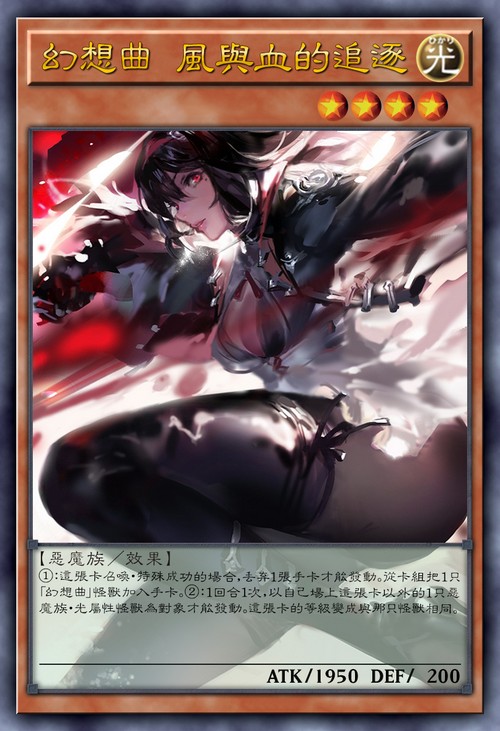 幻想曲 風與血的追逐
ひかり
光
【惡魔族／效果】
①:這張卡召喚・特殊成功的場合,丟弃1張手卡才能發動。從卡組把1只
「幻想曲」怪獸加入手卡。②:1回合1次,以自己場上這張卡以外的1只惡
魔族・光屬性怪獸為對象才能發動。這張卡的等級變成與那只怪獸相同。
ATK/1950 DEF/ 200